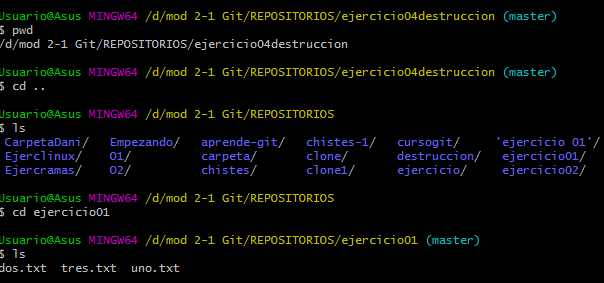 Usuario@Asus MINGW64 /d/mod 2-1 Git/REPOSITORIOS/ejercicio04destruccion (master)
$ pwd
/d/mod 2-1 Git/REPOSITORIOS/ejercicio04destruccion
Usuario@Asus MINGW64 /d/mod 2-1 Git/REPOSITORIOS/ejercicio04destruccion (master)
$ cd ..
Usuario@Asus MINGW64 /d/mod 2-1 Git/REPOSITORIOS
$ ls
CarpetaDani/ Empezando/ aprende-git/ chistes-1/ cursogit/ 'ejercicio 01'/
Ejerclinux/ O1/ carpeta/ clone/ destruccion/ ejercicio01/
Ejercramas/ O2/ chistes/ clone1/ ejercicio/ ejercicio02/
Usuario@Asus MINGW64 /d/mod 2-1 Git/REPOSITORIOS
$ cd ejercicio01
Usuario@Asus MINGW64 /d/mod 2-1 Git/REPOSITORIOS/ejercicio01 (master)
$ ls
dos.txt tres.txt uno.txt